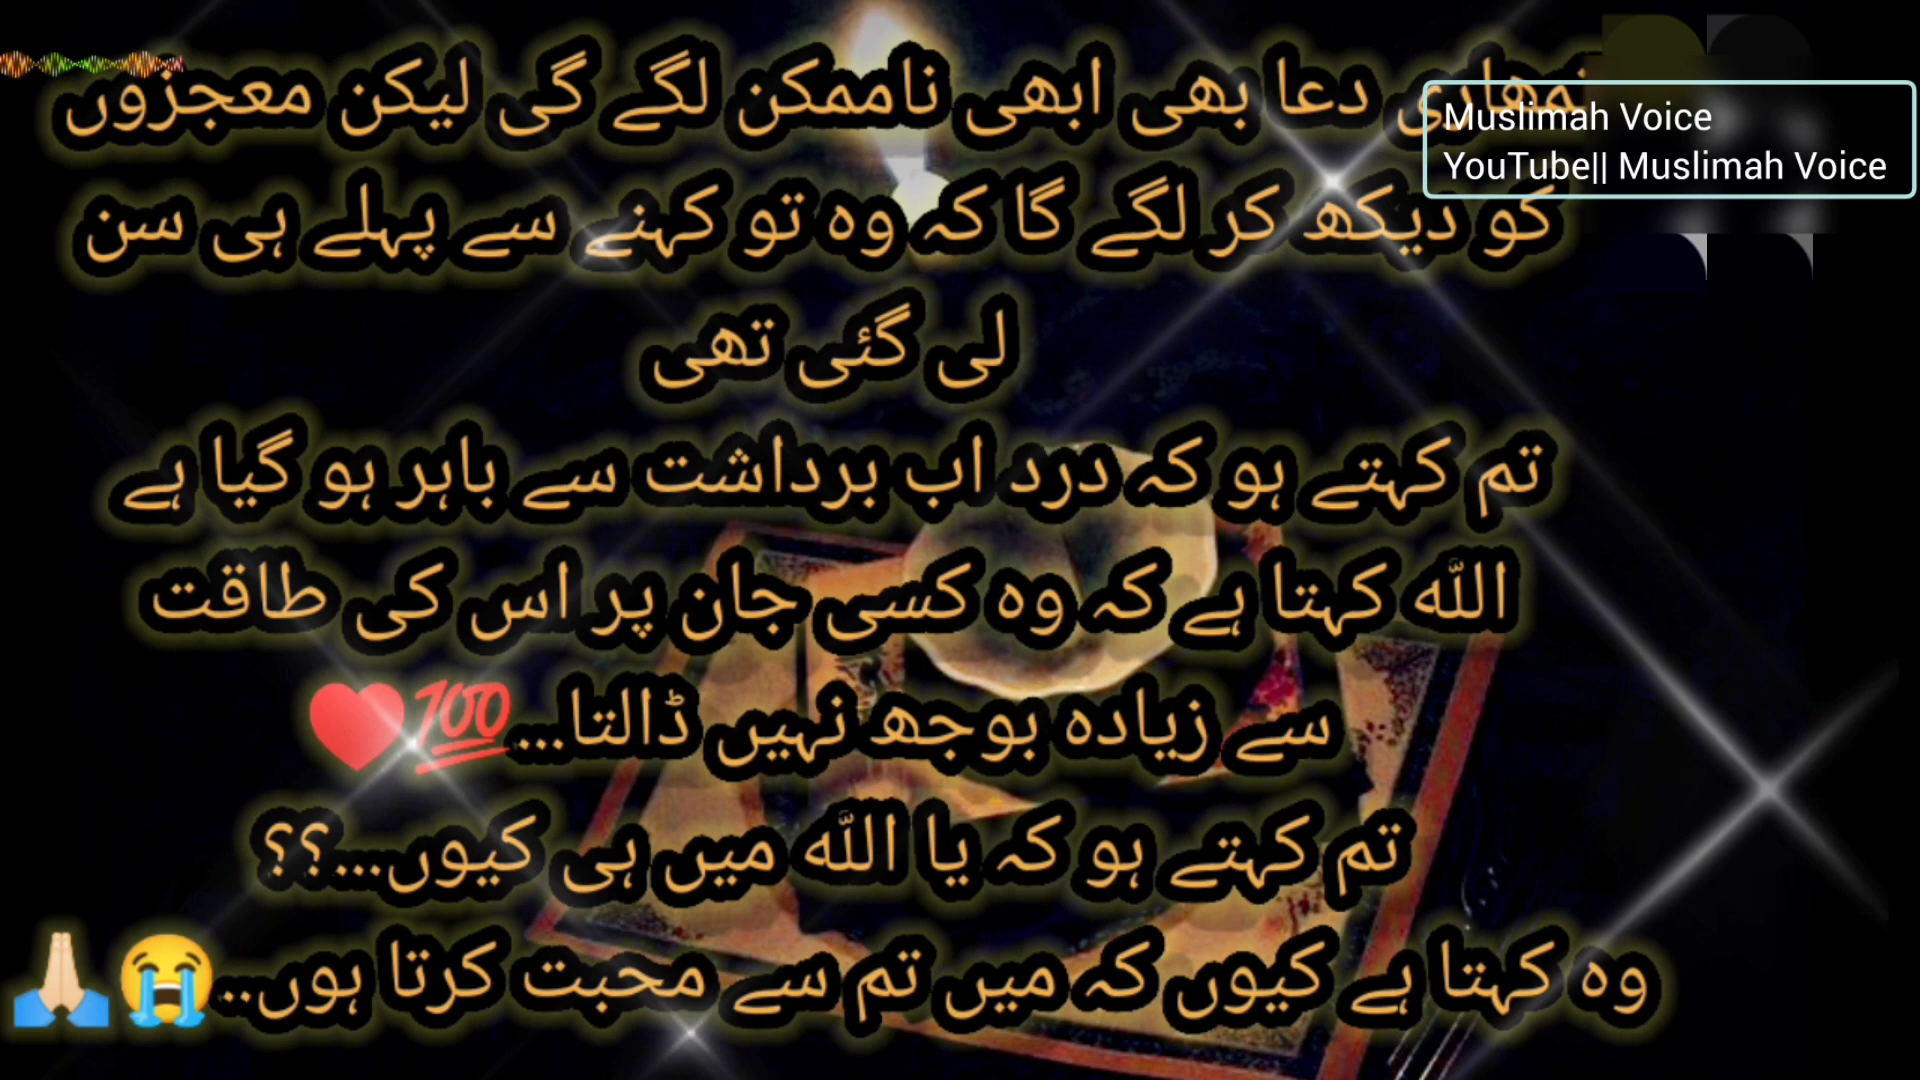 تمھاری دعا بھی ابھی ناممکن لگے گی لیکن معجزوں
کو دیکھ کر لگے گا کہ وہ تو کہنے سے پہلے ہی سن
لی گئی تھی
تم کہتے ہو کہ درد اب برداشت سے باہر ہو گیا ہے
اللّٰہ کہتا ہے کہ وہ کسی جان پر اس کی طاقت
سے زیادہ بوجھ نہیں ڈالتا...💯♥️
تم کہتے ہو کہ یا اللّٰہ میں ہی کیوں...؟؟
وہ کہتا ہے کیوں کہ میں تم سے محبت کرتا ہوں..😭🙏🏻
Muslimah Voice
YouTube|| Muslimah Voice